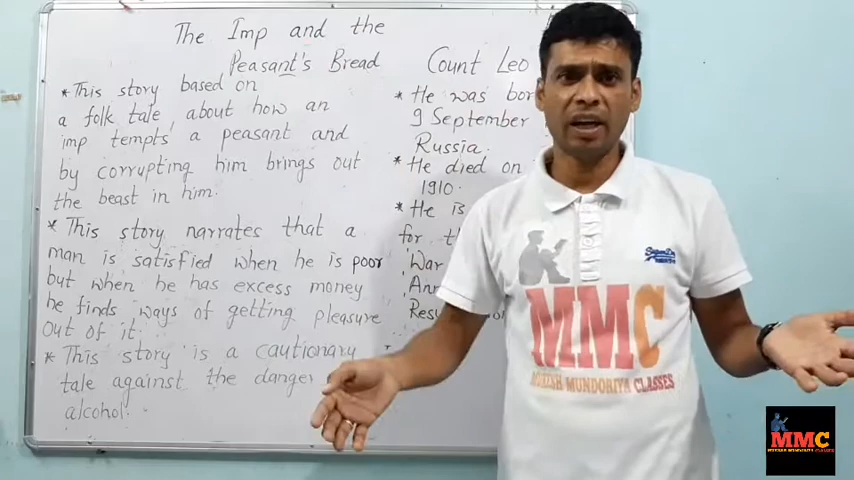 The Imp and the
Peasant's Bread
* This story based on
a folk tale, about how an
imp tempts a peasant and
by corrupting him brings out
the beast in him.
* This story narrates that a
man is satisfied when he is poor
but when he has excess money
he finds ways of getting pleasure
out of it.
* This story is a cautionary
tale against the danger
alcohol.
Count Leo
* He was bor
9 September
Russia.
* He died on
1910.
* He is
for
War
An
Res
MMC
MUNDORIYA CLASSES
MMC